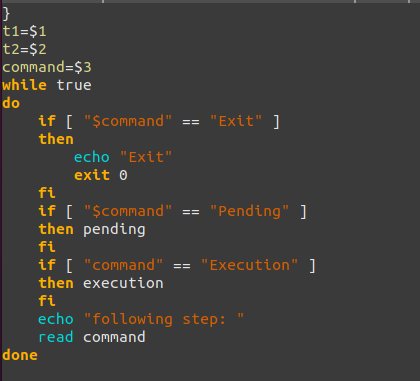 }
t1=$1
t2=$2
command=$3
while true
do
    if [ "$command" == "Exit" ]
    then
        echo "Exit"
        exit 0
    fi
    if [ "$command" == "Pending" ]
    then pending
    fi
    if [ "command" == "Execution" ]
    then execution
    fi
    echo "following step: "
    read command
done